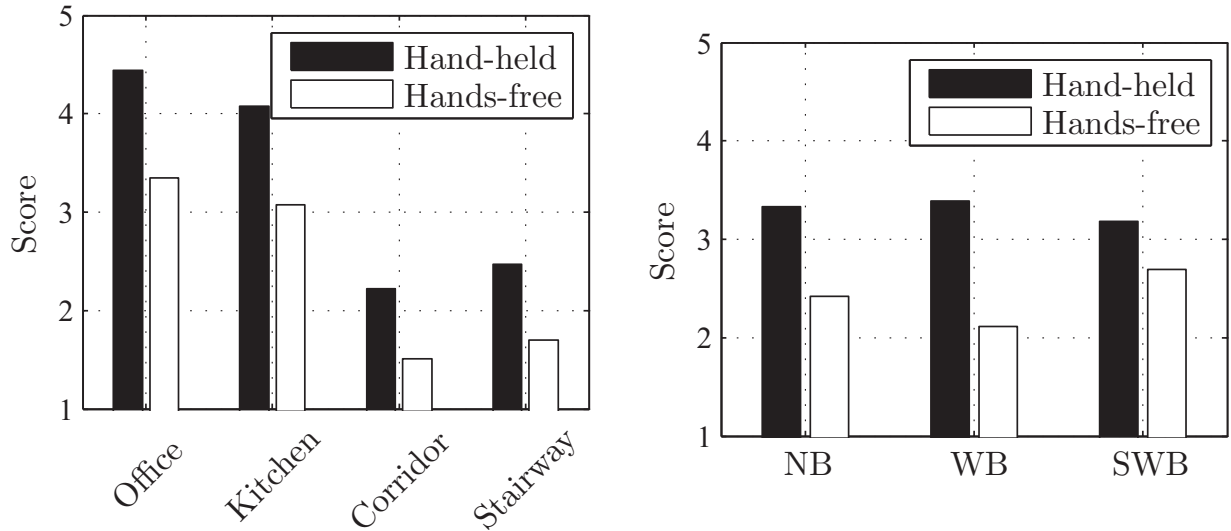 5
4
3
2
1
Score
Hand-held
Hands-free
Office
Kitchen
Corridor
Stairway
5
4
3
2
1
Score
Hand-held
Hands-free
NB
WB
SWB